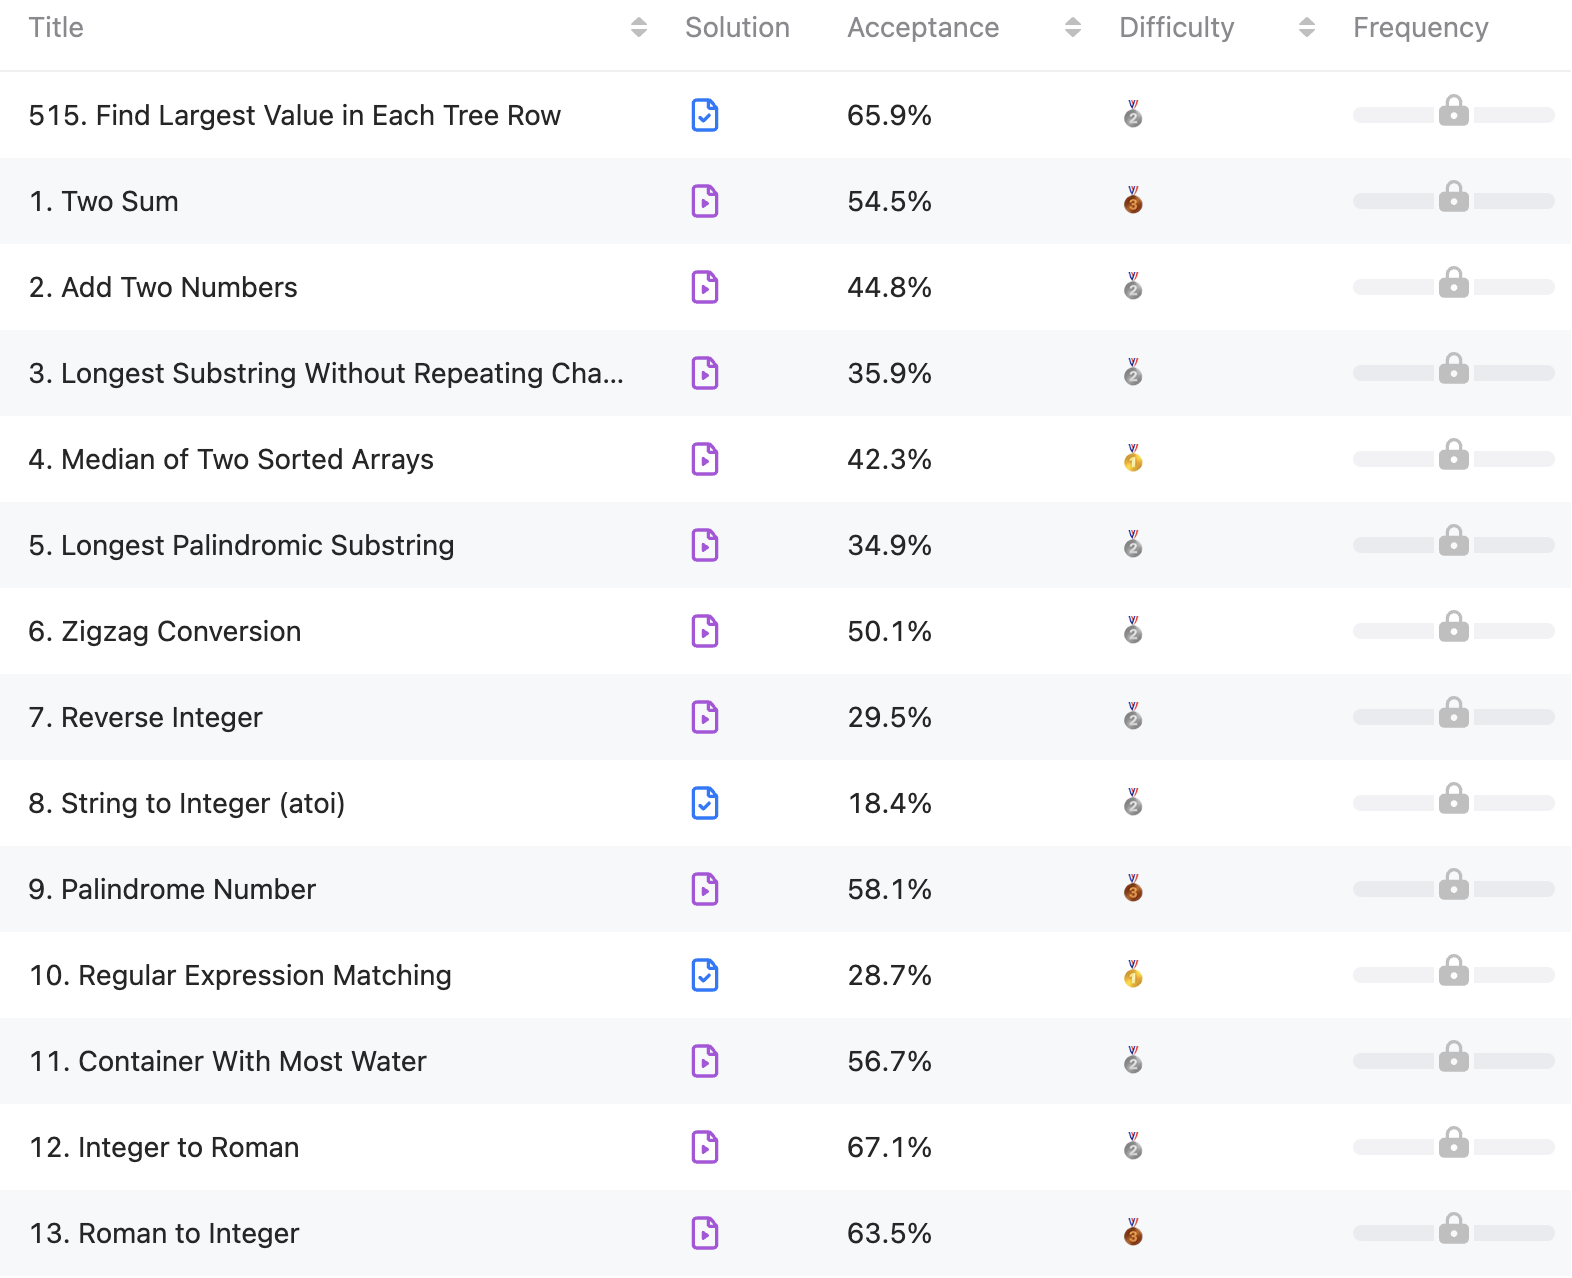 Title Solution Acceptance Difficulty Frequency
515. Find Largest Value in Each Tree Row 65.9% 2
1. Two Sum 54.5% 3
2. Add Two Numbers 44.8% 2
3. Longest Substring Without Repeating Cha... 35.9% 2
4. Median of Two Sorted Arrays 42.3% 1
5. Longest Palindromic Substring 34.9% 2
6. Zigzag Conversion 50.1% 2
7. Reverse Integer 29.5% 2
8. String to Integer (atoi) 18.4% 2
9. Palindrome Number 58.1% 3
10. Regular Expression Matching 28.7% 1
11. Container With Most Water 56.7% 2
12. Integer to Roman 67.1% 2
13. Roman to Integer 63.5% 3